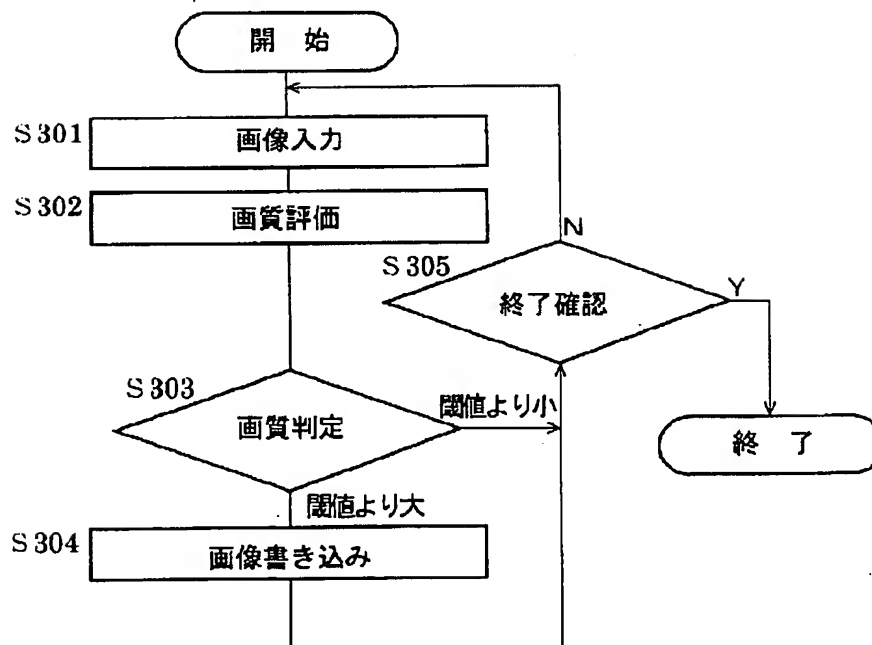 開 始
S301
画像入力
S302
画質評価
N
S305
終了確認
Y
S303
画質判定
閾値より小
終 了
閾値より大
S304
画像書き込み